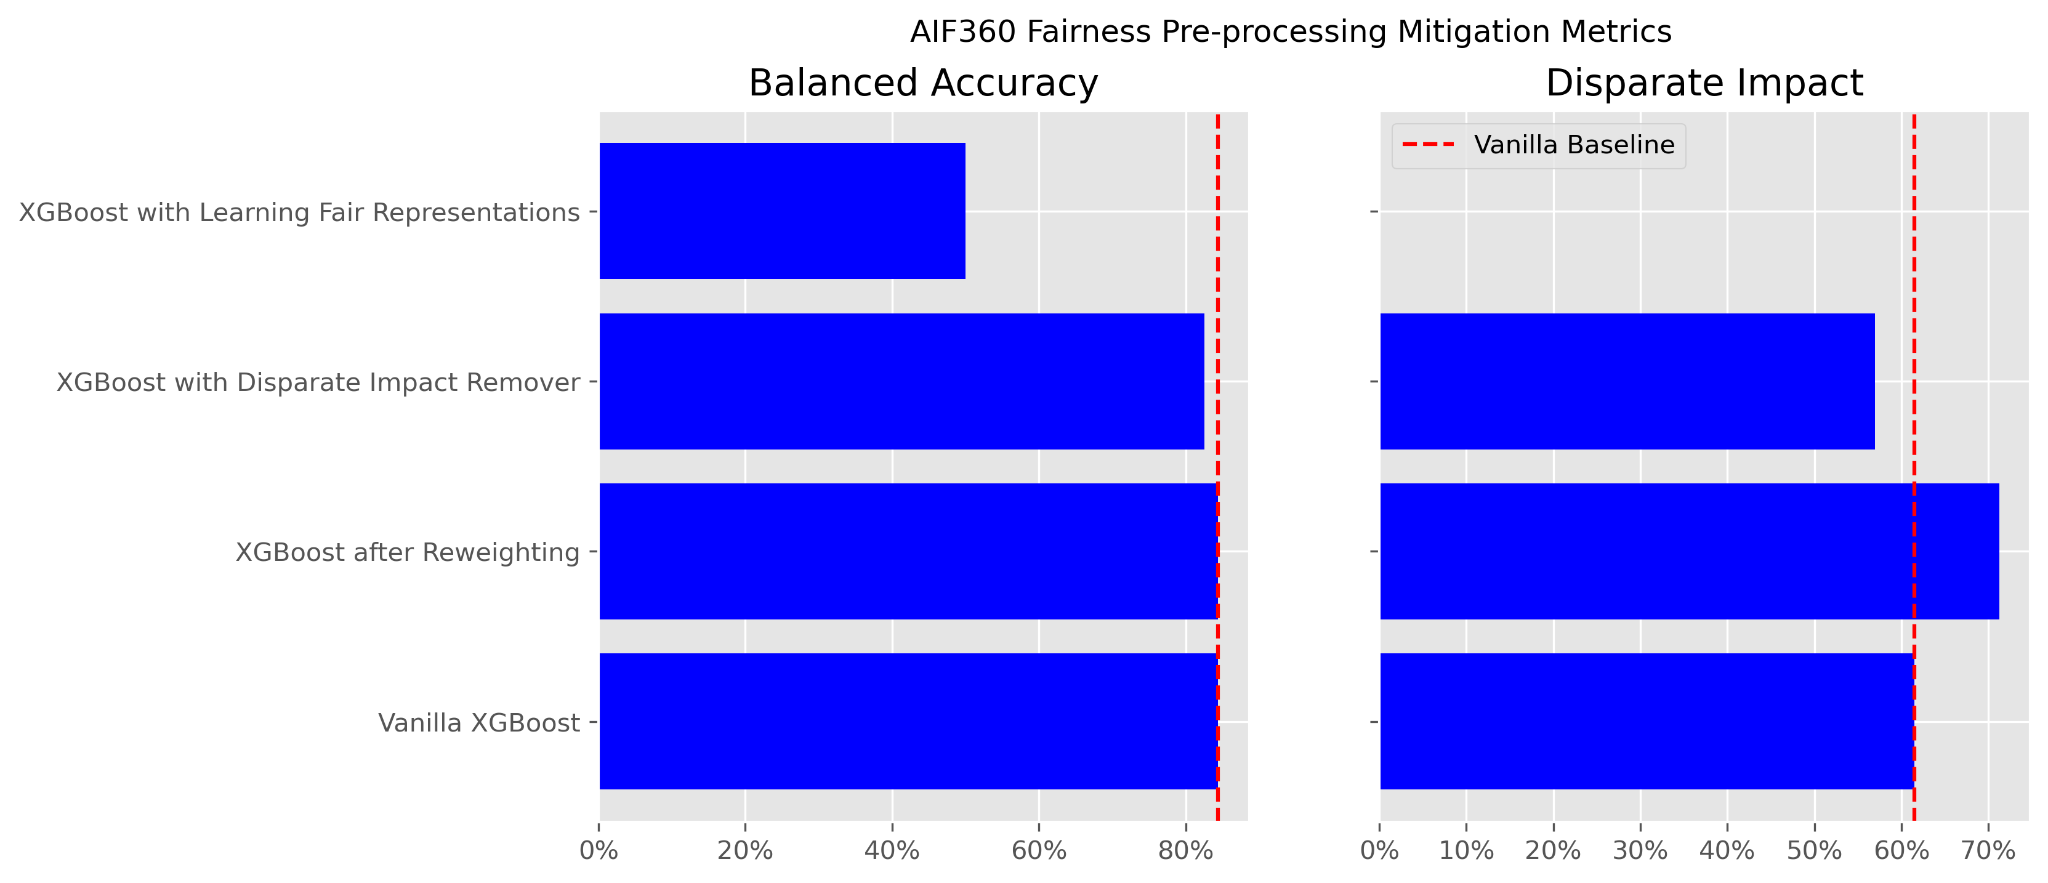 AIF360 Fairness Pre-processing Mitigation Metrics
Balanced Accuracy
Disparate Impact
Vanilla Baseline
XGBoost with Learning Fair Representations
XGBoost with Disparate Impact Remover
XGBoost after Reweighting
Vanilla XGBoost
0% 20% 40% 60% 80%
0% 10% 20% 30% 40% 50% 60% 70%